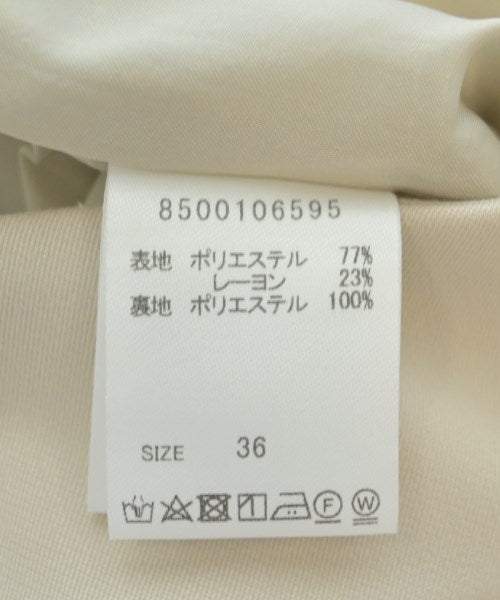 8500106595
表地 ポリエステル 77%
レーヨン 23%
裏地 ポリエステル 100%
SIZE 36
F W